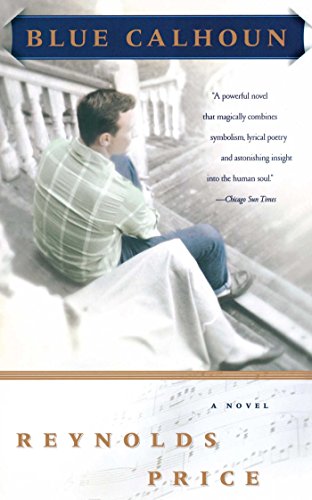 BLUE CALHOUN
"A powerful novel
that magically combines
symbolism, lyrical poetry
and astonishing insight
into the human soul."
—Chicago Sun Times
A NOVEL
REYNOLDS
PRICE